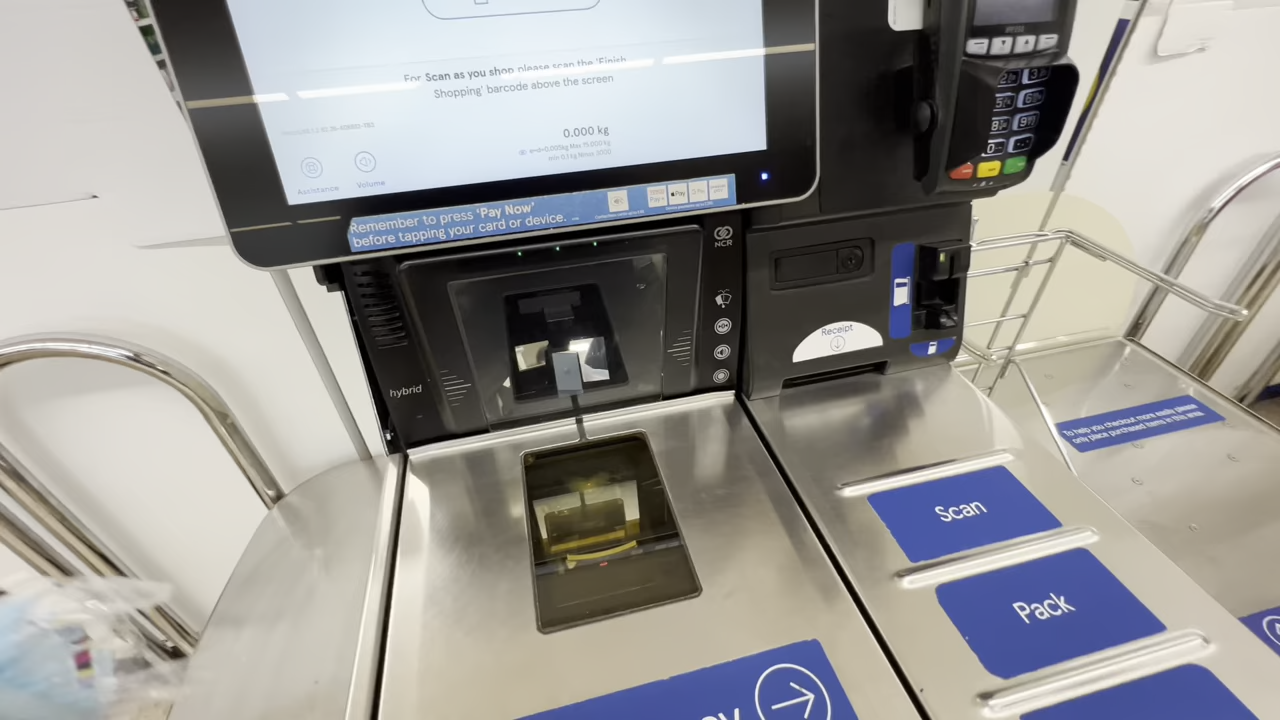 For Scan as you shop please scan the 'Finish
Shopping' barcode above the screen
0.000 kg
Assistance
Volume
Remember to press 'Pay Now'
before tapping your card or device.
NCR
hybrid
Receipt
To help you checkout more easily please
only place purchased items in this area
Scan
Pack